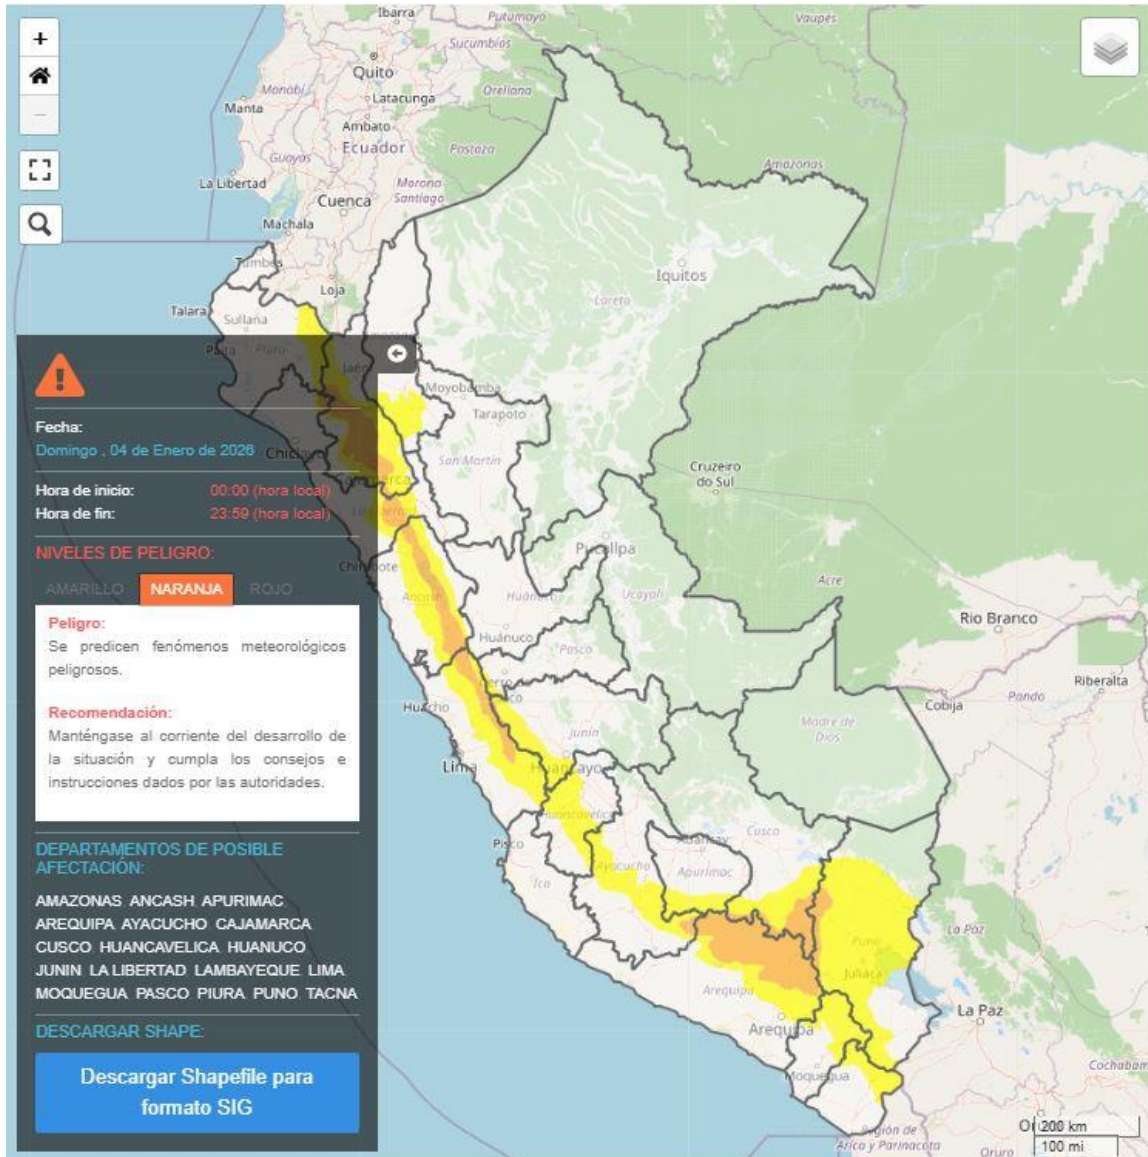 +
−
Ibarra
Putumayo
Vaupés
Sucumbíos
Quito
Orellana
Manabí
Latacunga
Manta
Ambato
Ecuador
Pastaza
Guayas
Amazonas
La Libertad
Morona-
Santiago
Cuenca
Machala
Tumbes
Iquitos
Loja
Loreto
Talara
Sullana
Paita
Piura
Jaén
Moyobamba
Tarapoto
San Martín
Chiclayo
Cajamarca
La Libertad
Cruzeiro
do Sul
Pucallpa
Chimbote
Ancash
Huánuco
Ucayali
Acre
Rio Branco
Huánuco
Pasco
Riberalta
Pando
Cobija
Huacho
Junín
Madre de
Dios
Lima
Huancayo
Huancavelica
Cusco
Pisco
Ayacucho
Apurímac
Ica
Puno
La Paz
Juliaca
Arequipa
La Paz
Arequipa
Moquegua
Cochabam
Región de
Arica y Parinacota
Oruro
200 km
100 mi
Fecha:
Domingo , 04 de Enero de 2026
Hora de inicio: 00:00 (hora local)
Hora de fin: 23:59 (hora local)
NIVELES DE PELIGRO:
AMARILLO NARANJA ROJO
Peligro:
Se predicen fenómenos meteorológicos
peligrosos.
Recomendación:
Manténgase al corriente del desarrollo de
la situación y cumpla los consejos e
instrucciones dados por las autoridades.
DEPARTAMENTOS DE POSIBLE
AFECTACIÓN:
AMAZONAS ANCASH APURIMAC
AREQUIPA AYACUCHO CAJAMARCA
CUSCO HUANCAVELICA HUANUCO
JUNIN LA LIBERTAD LAMBAYEQUE LIMA
MOQUEGUA PASCO PIURA PUNO TACNA
DESCARGAR SHAPE:
Descargar Shapefile para
formato SIG